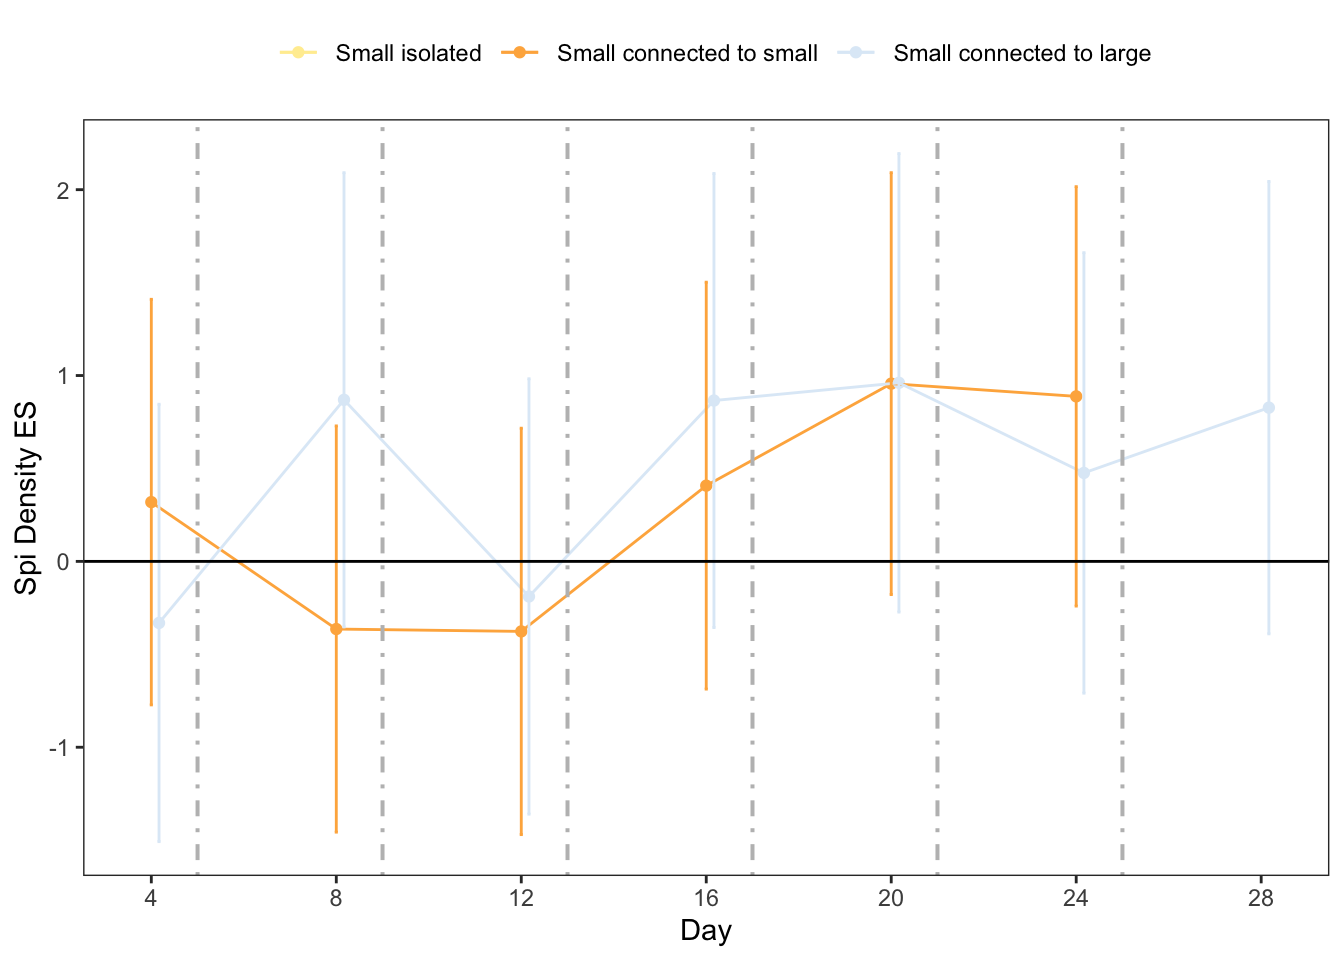 Small isolated Small connected to small Small connected to large
Spi Density ES
2
1
0
-1
4 8 12 16 20 24 28
Day